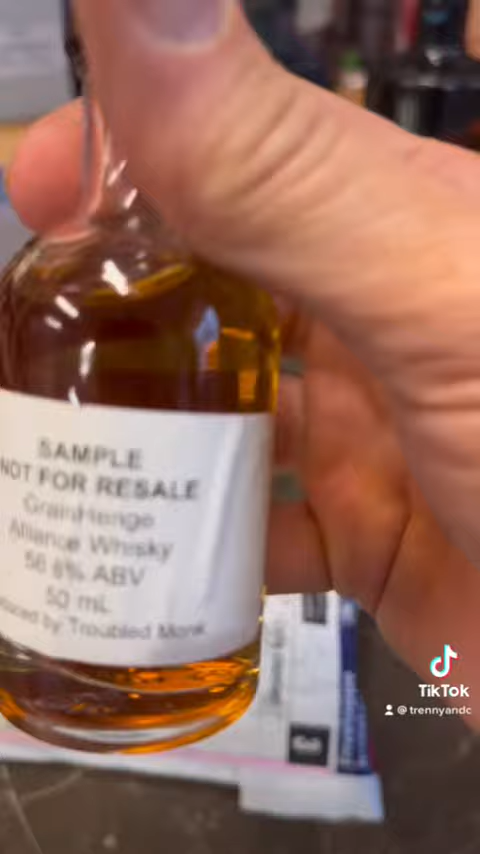 SAMPLE
NOT FOR RESALE
GrainHenge
Alliance Whisky
56.8% ABV
50 mL
by Troubled Monk
TikTok
@trennyandc